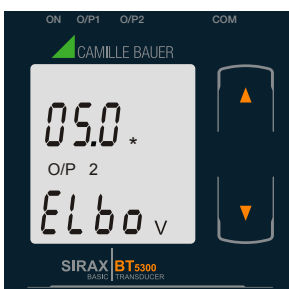 ON O/P1 O/P2 COM
CAMILLE BAUER
05.0 *
O/P 2
ELbo V
SIRAX BT5300
BASIC TRANSDUCER